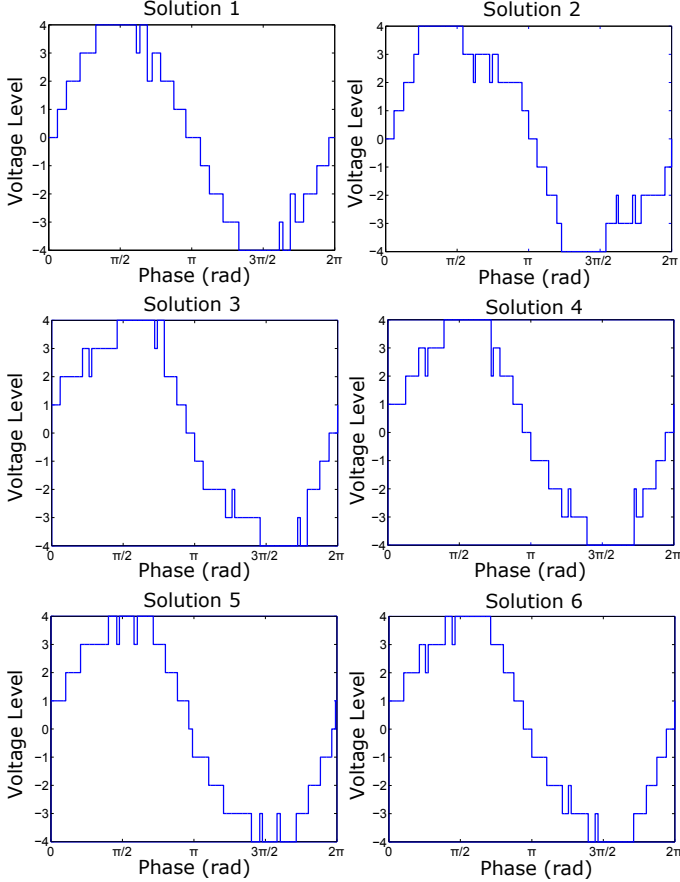 Solution 1
Voltage Level
4
3
2
1
0
−1
−2
−3
−4
0 π/2 π 3π/2 2π
Phase (rad)
Solution 2
Voltage Level
4
3
2
1
0
−1
−2
−3
−4
0 π/2 π 3π/2 2π
Phase (rad)
Solution 3
Voltage Level
4
3
2
1
0
−1
−2
−3
−4
0 π/2 π 3π/2 2π
Phase (rad)
Solution 4
Voltage Level
4
3
2
1
0
−1
−2
−3
−4
0 π/2 π 3π/2 2π
Phase (rad)
Solution 5
Voltage Level
4
3
2
1
0
−1
−2
−3
−4
0 π/2 π 3π/2 2π
Phase (rad)
Solution 6
Voltage Level
4
3
2
1
0
−1
−2
−3
−4
0 π/2 π 3π/2 2π
Phase (rad)